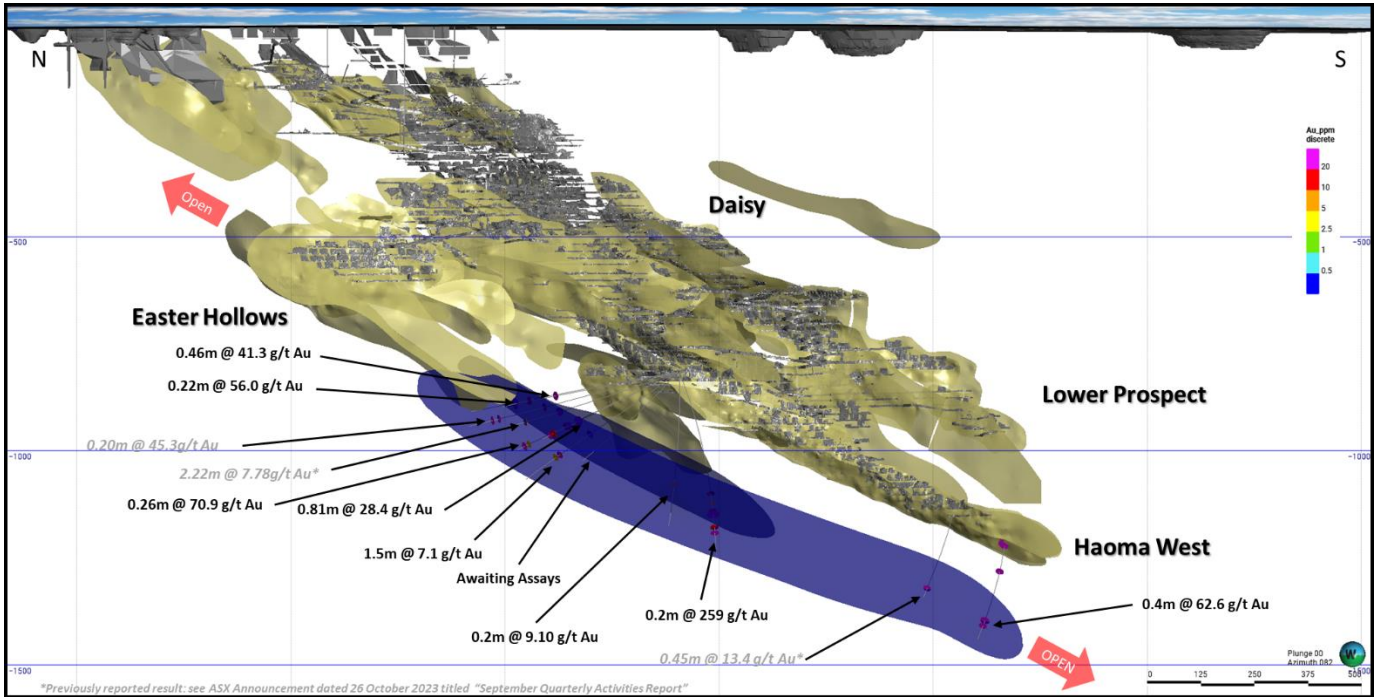 N
S
Au_ppm
discrete
20
10
5
2.5
1
0.5
Open
Daisy
-500
-500
Easter Hollows
0.46m @ 41.3 g/t Au
0.22m @ 56.0 g/t Au
Lower Prospect
0.20m @ 45.3g/t Au
-1000
-1000
2.22m @ 7.78g/t Au*
0.26m @ 70.9 g/t Au
0.81m @ 28.4 g/t Au
1.5m @ 7.1 g/t Au
Haoma West
Awaiting Assays
0.2m @ 259 g/t Au
0.4m @ 62.6 g/t Au
0.2m @ 9.10 g/t Au
0.45m @ 13.4 g/t Au*
OPEN
Plunge 00
Azimuth 082
W
-1500
0 125 250 375 500
*Previously reported result: see ASX Announcement dated 26 October 2023 titled "September Quarterly Activities Report"